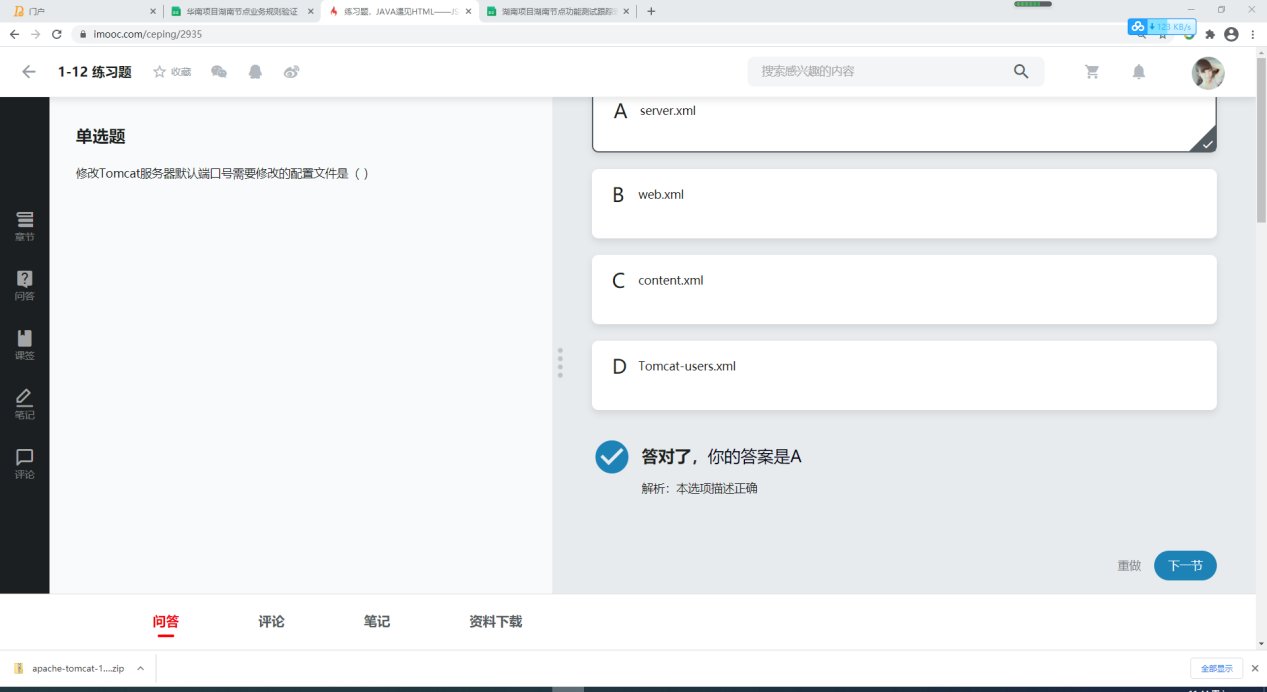 门户
华南项目湖南节点业务规则验证
练习题，JAVA遇见HTML——JS
湖南项目湖南节点功能测试跟踪
imooc.com/ceping/2935
123 KB/s
1-12 练习题
收藏
搜索感兴趣的内容
章节
问答
课签
笔记
评论
单选题
修改Tomcat服务器默认端口号需要修改的配置文件是（ ）
A server.xml
B web.xml
C content.xml
D Tomcat-users.xml
答对了，你的答案是A
解析：本选项描述正确
重做
下一节
问答
评论
笔记
资料下载
apache-tomcat-1....zip
全部显示